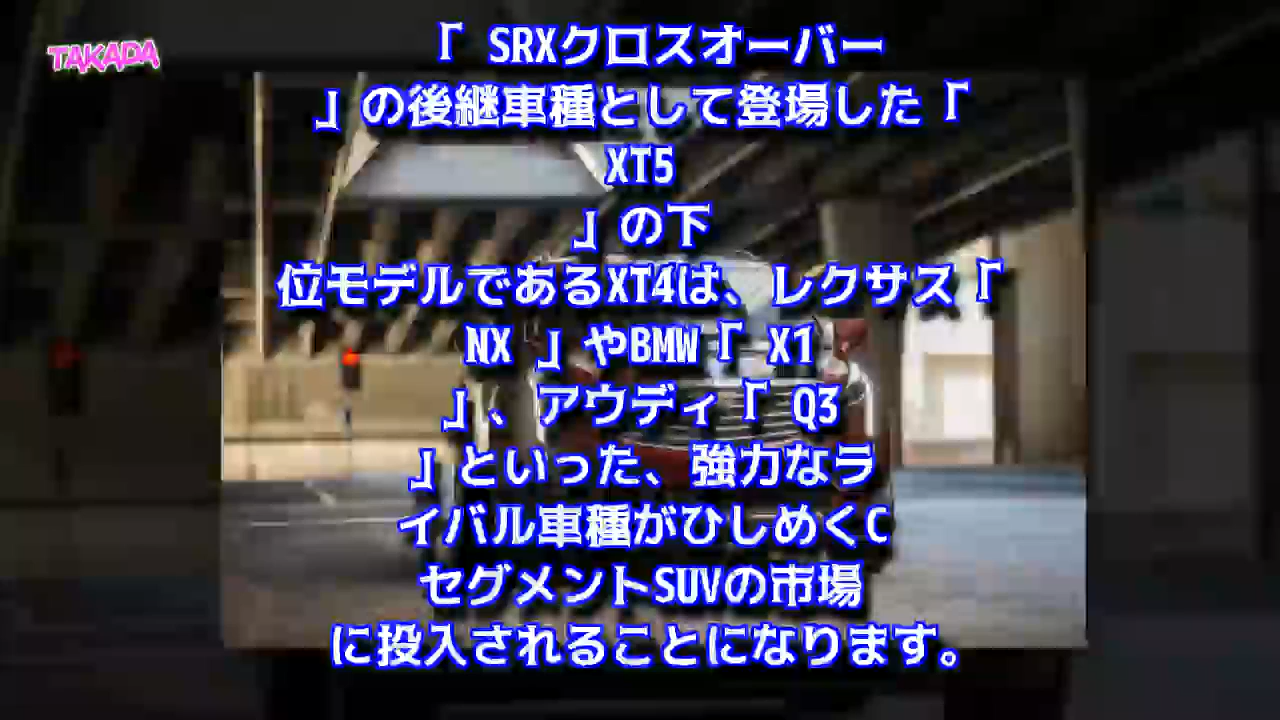 TAKADA
「 SRXクロスオーバー
」の後継車種として登場した「
XT5
」の下
位モデルであるXT4は、レクサス「
NX 」やBMW「 X1
」、アウディ「 Q3
」といった、強力なラ
イバル車種がひしめくC
セグメントSUVの市場
に投入されることになります。